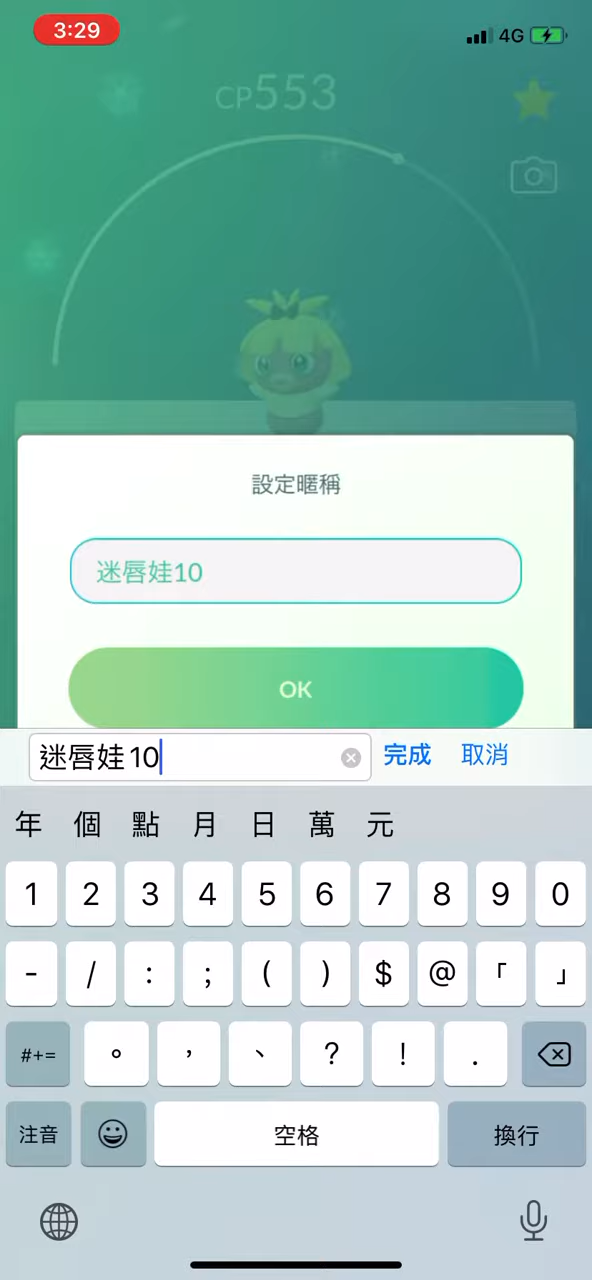 3:29
4G
CP553
設定暱稱
迷唇娃10
OK
迷唇娃10
完成 取消
年 個 點 月 日 萬 元
1 2 3 4 5 6 7 8 9 0
- / : ; ( ) $ @ 「 」
#+= 。 , 、 ? ! .
注音 空格 換行